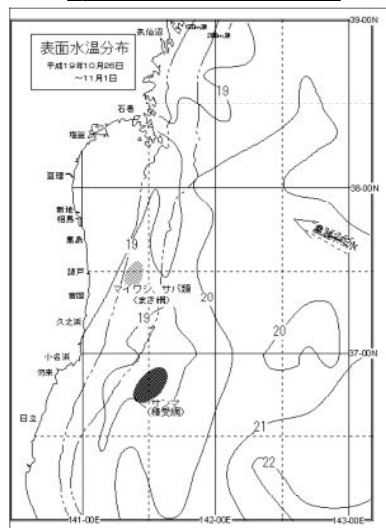 表面水温分布
平成19年10月26日
～11月1日
気仙沼
39-00N
石巻
塩釜
亘理
新地
相馬
鹿島
請戸
富岡
久之浜
小名浜
勿来
日立
19
38-00N
19
20
マイワシ、サバ類
（まき網）
19
20
37-00N
サンマ
（棒受網）
21
22
141-00E
142-00E
143-00E